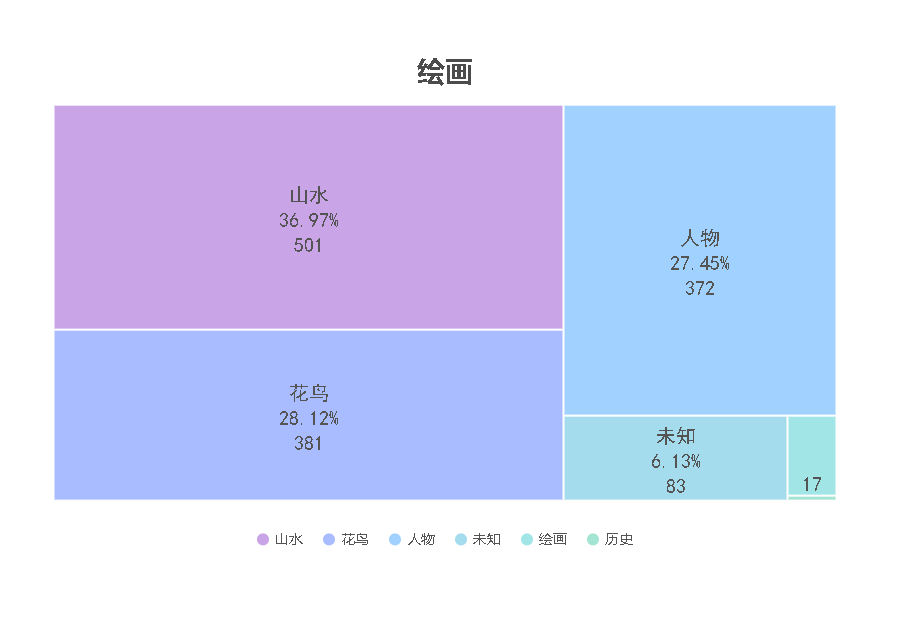 绘画
山水
36.97%
501
人物
27.45%
372
花鸟
28.12%
381
未知
6.13%
83
17
山水 花鸟 人物 未知 绘画 历史